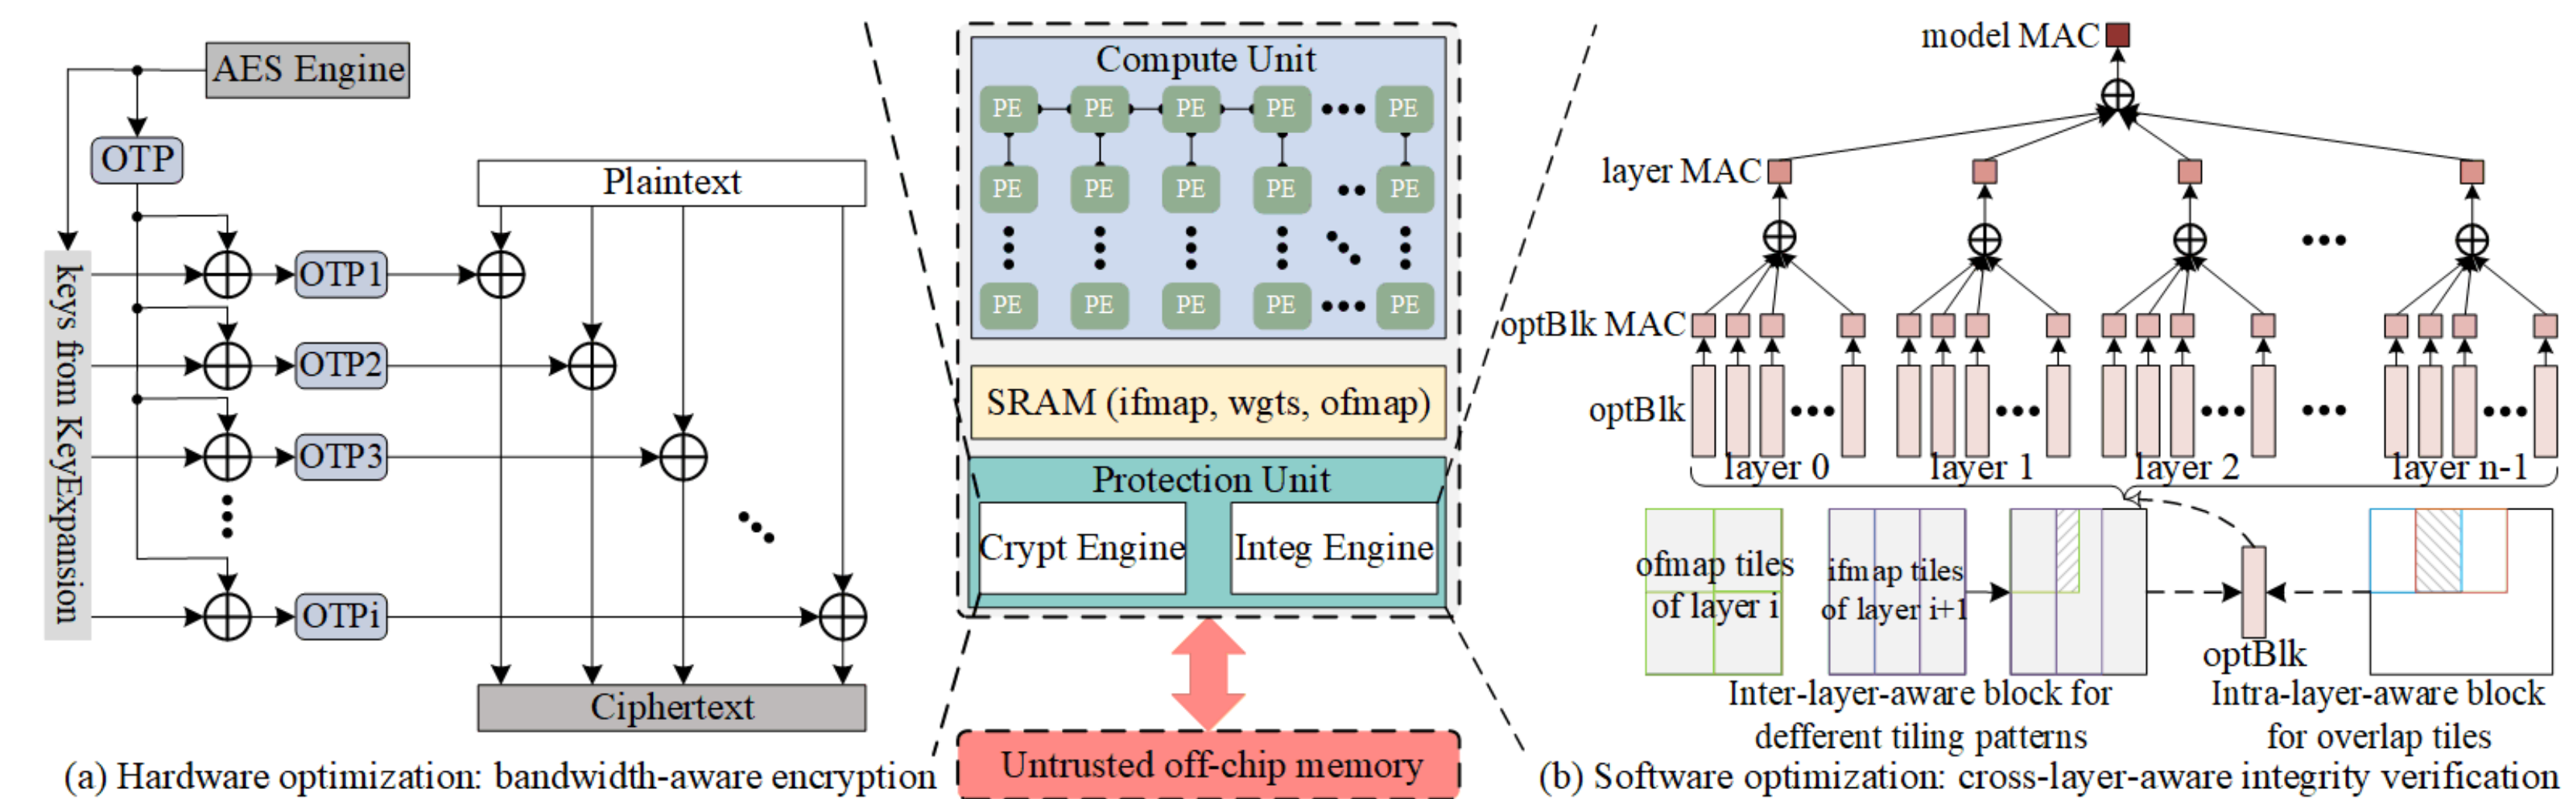 AES Engine
OTP
keys from KeyExpansion
OTP1
OTP2
OTP3
OTPi
Plaintext
Ciphertext
(a) Hardware optimization: bandwidth-aware encryption
Compute Unit
PE PE PE PE PE
PE PE PE PE PE
PE PE PE PE PE
SRAM (ifmap, wgts, ofmap)
Protection Unit
Crypt Engine
Integ Engine
Untrusted off-chip memory
model MAC
layer MAC
optBlk MAC
optBlk
layer 0
layer 1
layer 2
layer n-1
ofmap tiles
of layer i
ifmap tiles
of layer i+1
optBlk
Inter-layer-aware block for
defferent tiling patterns
Intra-layer-aware block
for overlap tiles
(b) Software optimization: cross-layer-aware integrity verification